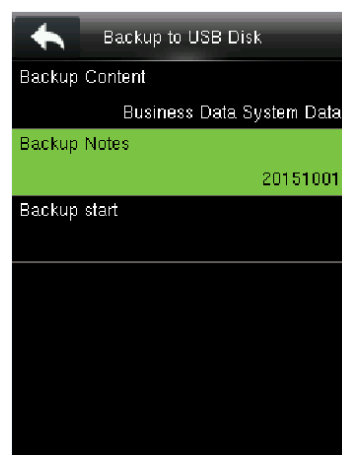 Backup to USB Disk
Backup Content
Business Data System Data
Backup Notes
20151001
Backup start